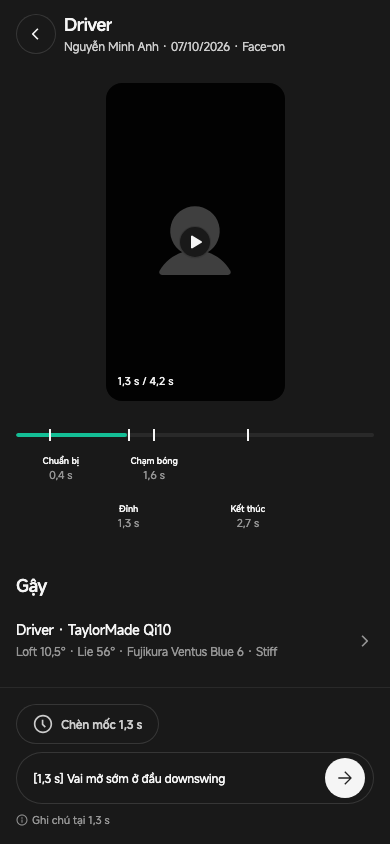 Driver
Nguyễn Minh Anh · 07/10/2026 · Face-on
1,3 s / 4,2 s
Chuẩn bị
0,4 s
Chạm bóng
1,6 s
Đỉnh
1,3 s
Kết thúc
2,7 s
Gậy
Driver · TaylorMade Qi10
Loft 10,5° · Lie 56° · Fujikura Ventus Blue 6 · Stiff
Chèn mốc 1,3 s
[1,3 s] Vai mở sớm ở đầu downswing
Ghi chú tại 1,3 s